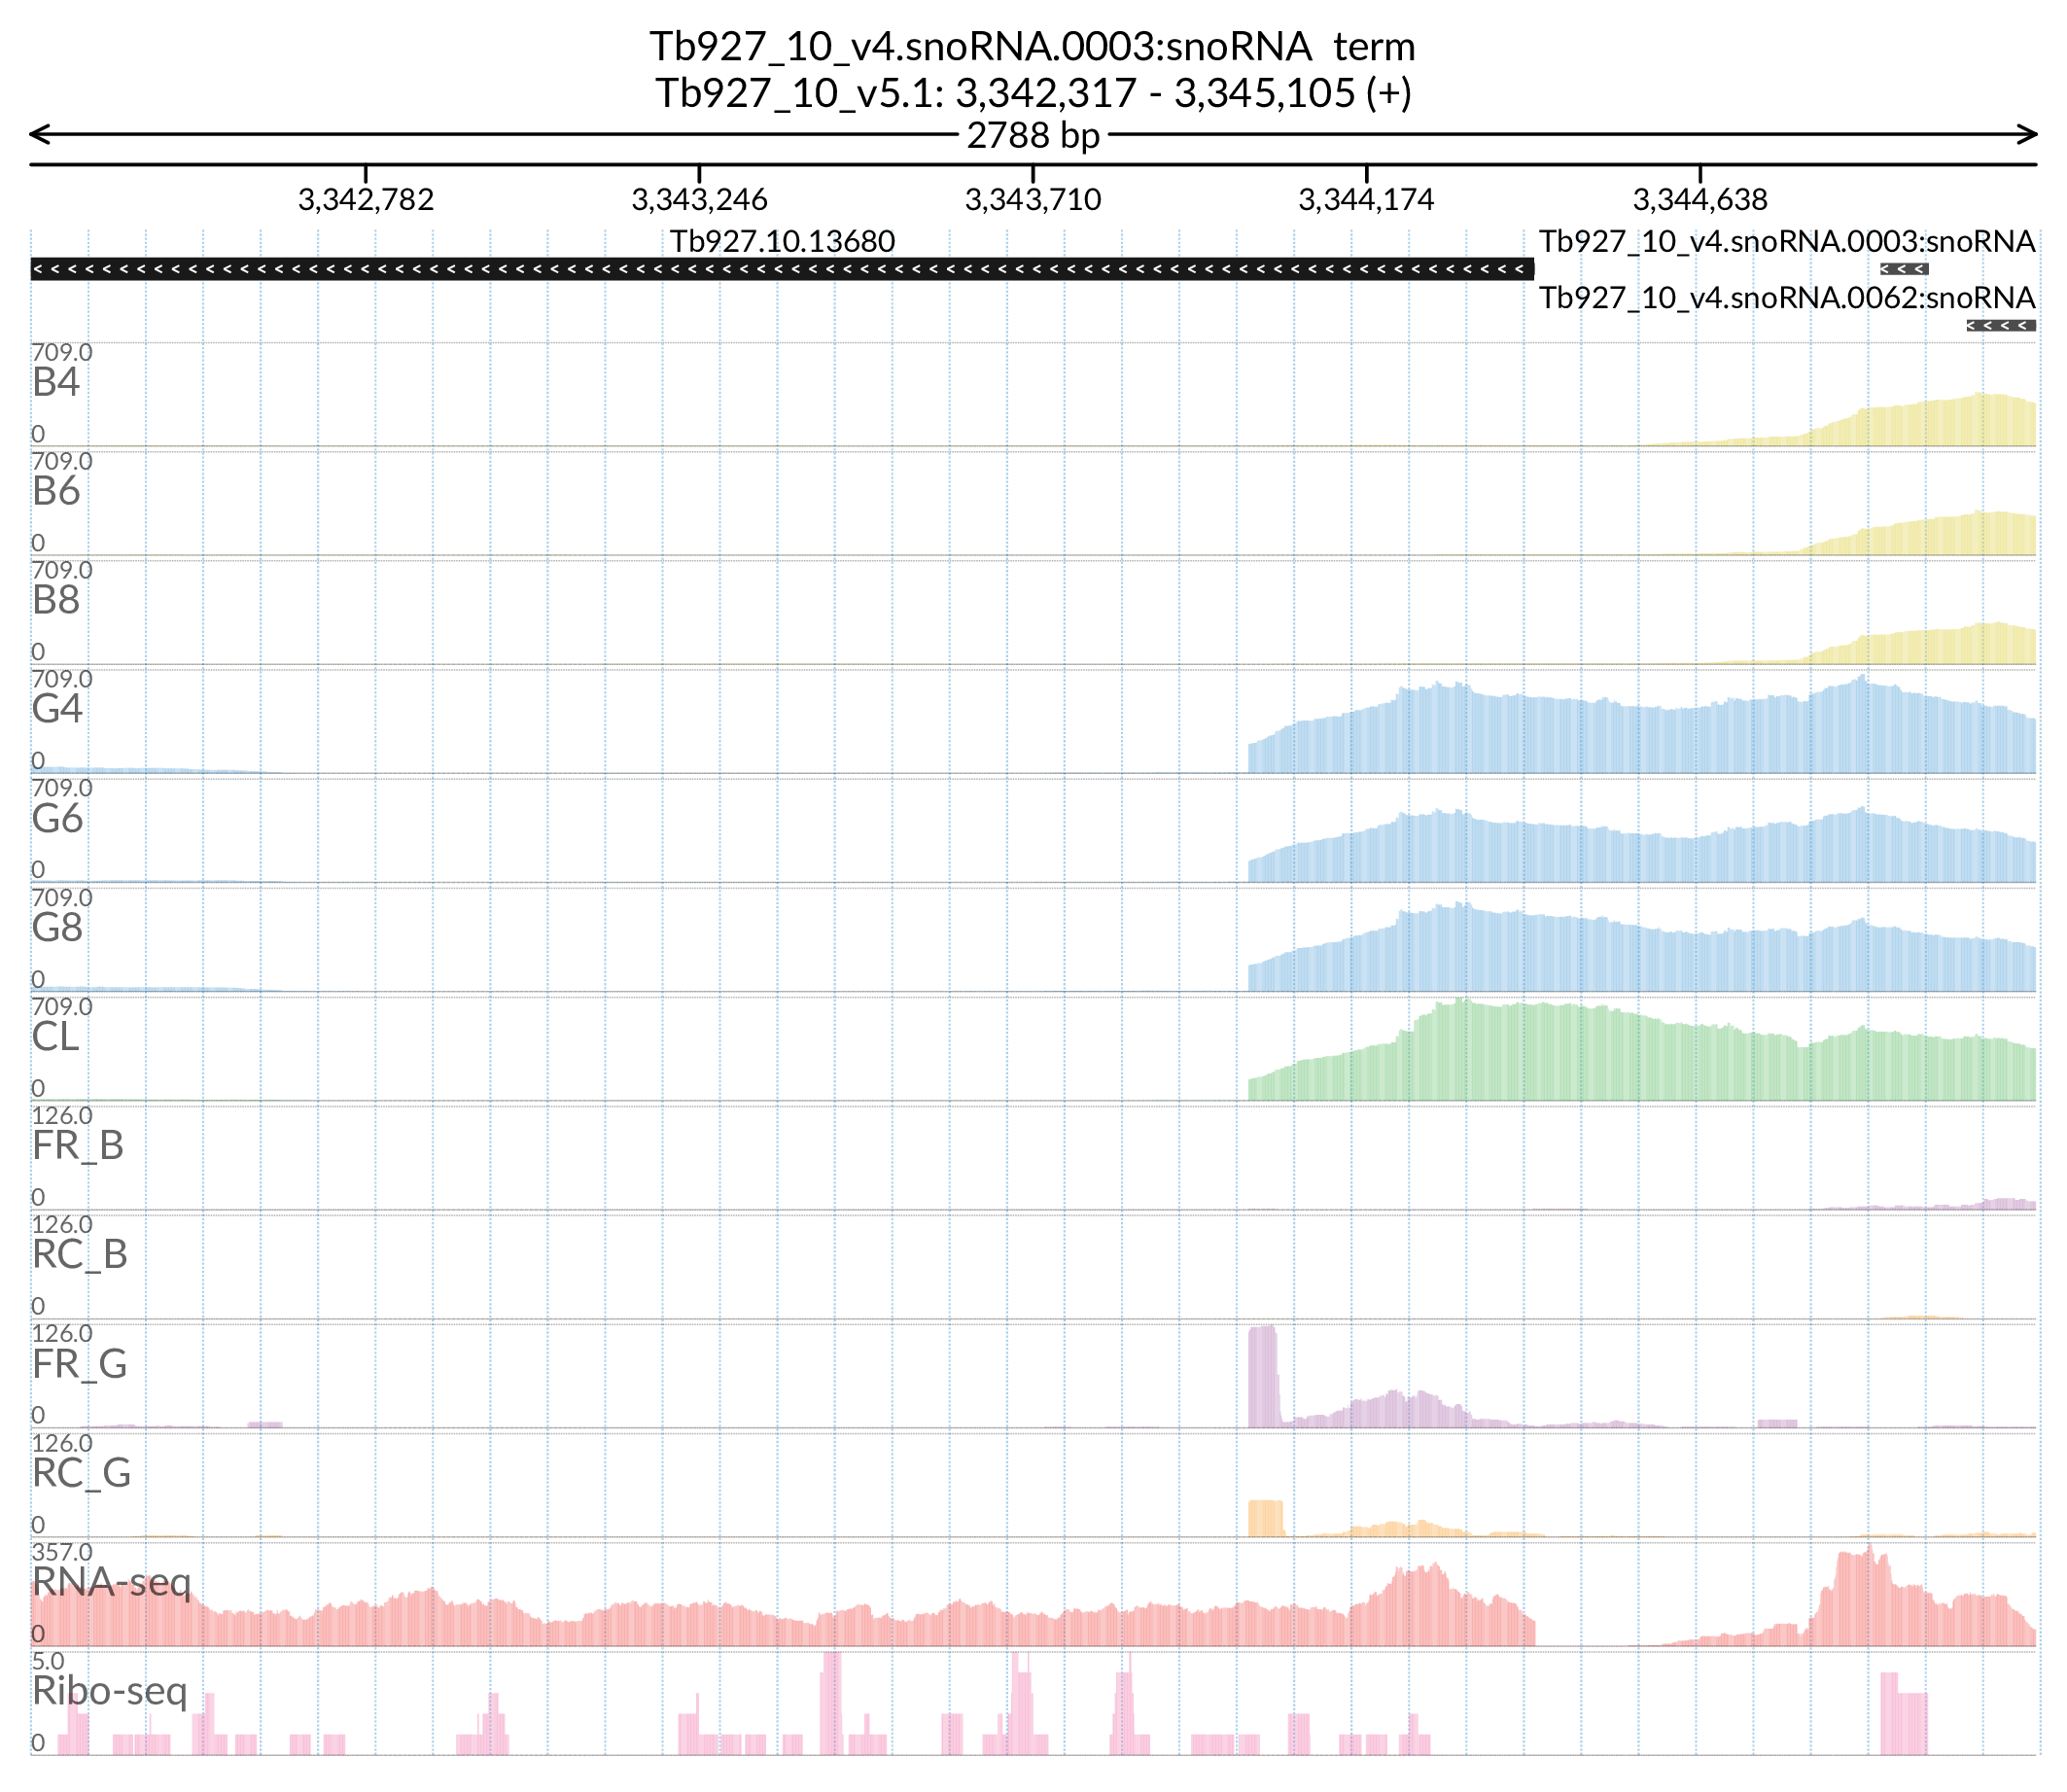 Tb927_10_v4.snoRNA.0003:snoRNA  term
Tb927_10_v5.1: 3,342,317 - 3,345,105 (+)
2788 bp
3,342,782 3,343,246 3,343,710 3,344,174 3,344,638
Tb927.10.13680 Tb927_10_v4.snoRNA.0003:snoRNA
Tb927_10_v4.snoRNA.0062:snoRNA
709.0
B4
0
709.0
B6
0
709.0
B8
0
709.0
G4
0
709.0
G6
0
709.0
G8
0
709.0
CL
0
126.0
FR_B
0
126.0
RC_B
0
126.0
FR_G
0
126.0
RC_G
0
357.0
RNA-seq
0
5.0
Ribo-seq
0